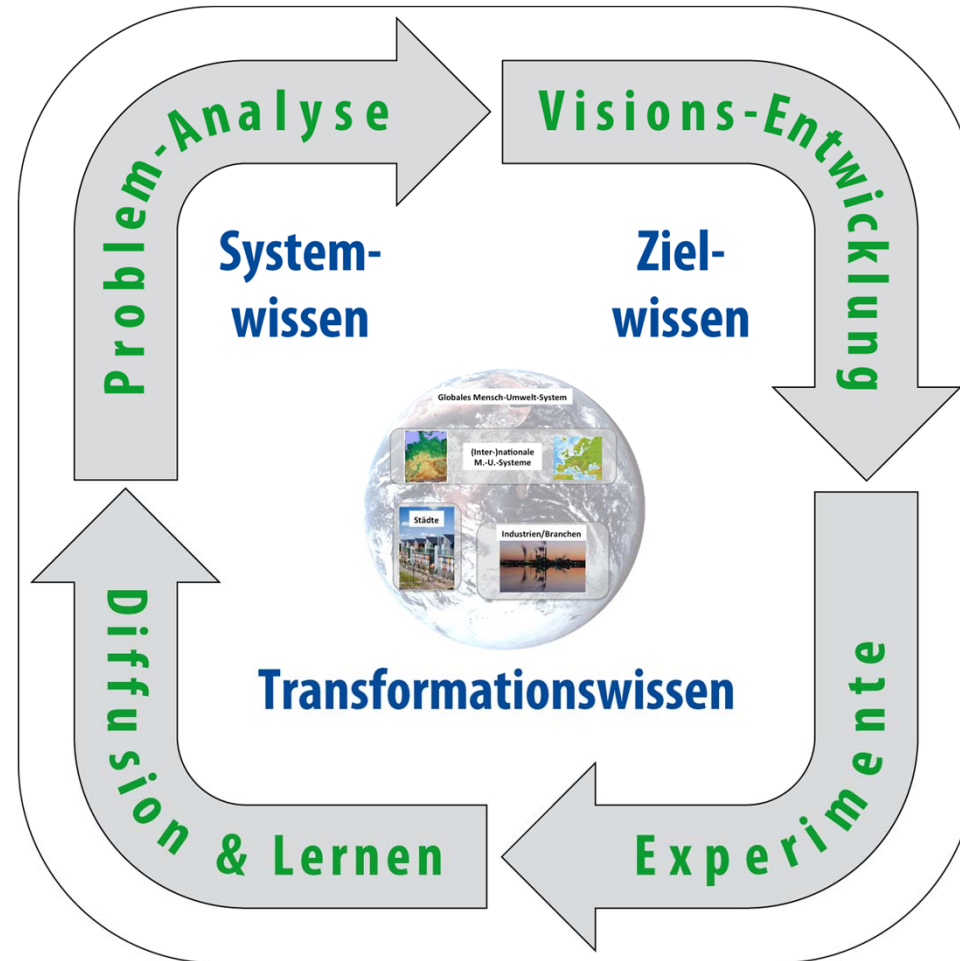 Problem-Analyse
Visions-Entwicklung
System-
wissen
Ziel-
wissen
Globales Mensch-Umwelt-System
(Inter-)nationale
M.-U.-Systeme
Städte
Industrien/Branchen
Transformationswissen
Experimente
Diffusion & Lernen